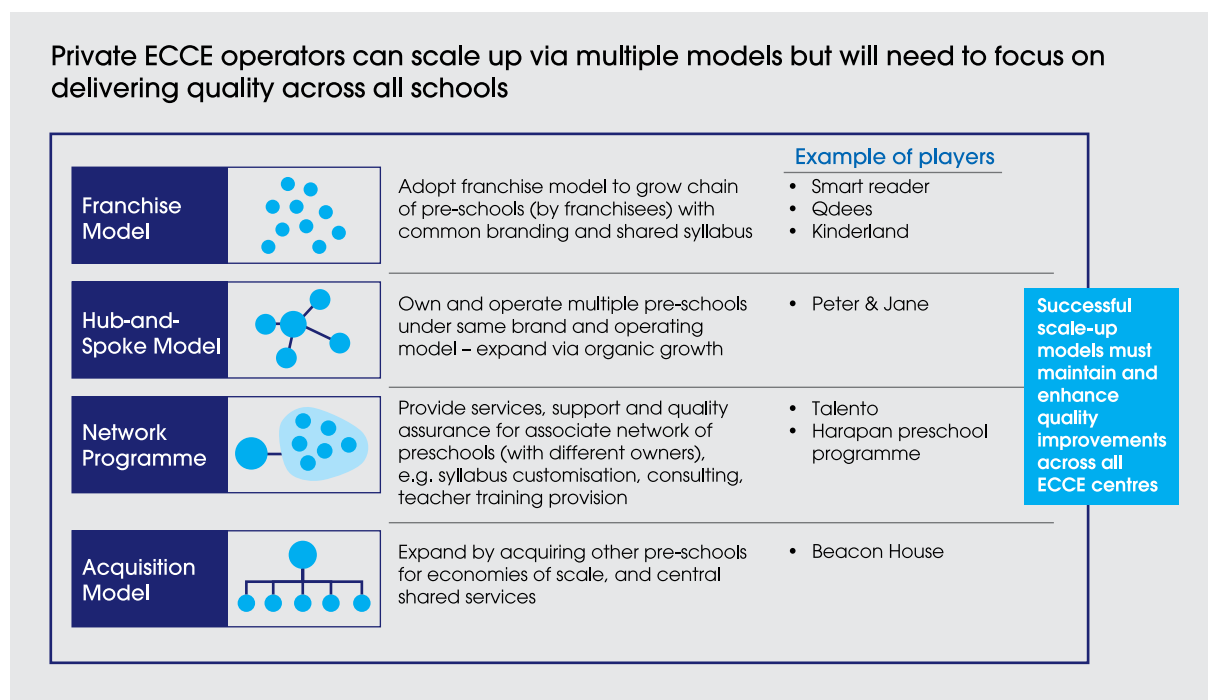 Private ECCE operators can scale up via multiple models but will need to focus on
delivering quality across all schools
Example of players
Franchise
Model
Adopt franchise model to grow chain
of pre-schools (by franchisees) with
common branding and shared syllabus
• Smart reader
• Qdees
• Kinderland
Hub-and-
Spoke Model
Own and operate multiple pre-schools
under same brand and operating
model – expand via organic growth
• Peter & Jane
Network
Programme
Provide services, support and quality
assurance for associate network of
preschools (with different owners),
e.g. syllabus customisation, consulting,
teacher training provision
• Talento
• Harapan preschool
programme
Acquisition
Model
Expand by acquiring other pre-schools
for economies of scale, and central
shared services
• Beacon House
Successful
scale-up
models must
maintain and
enhance
quality
improvements
across all
ECCE centres